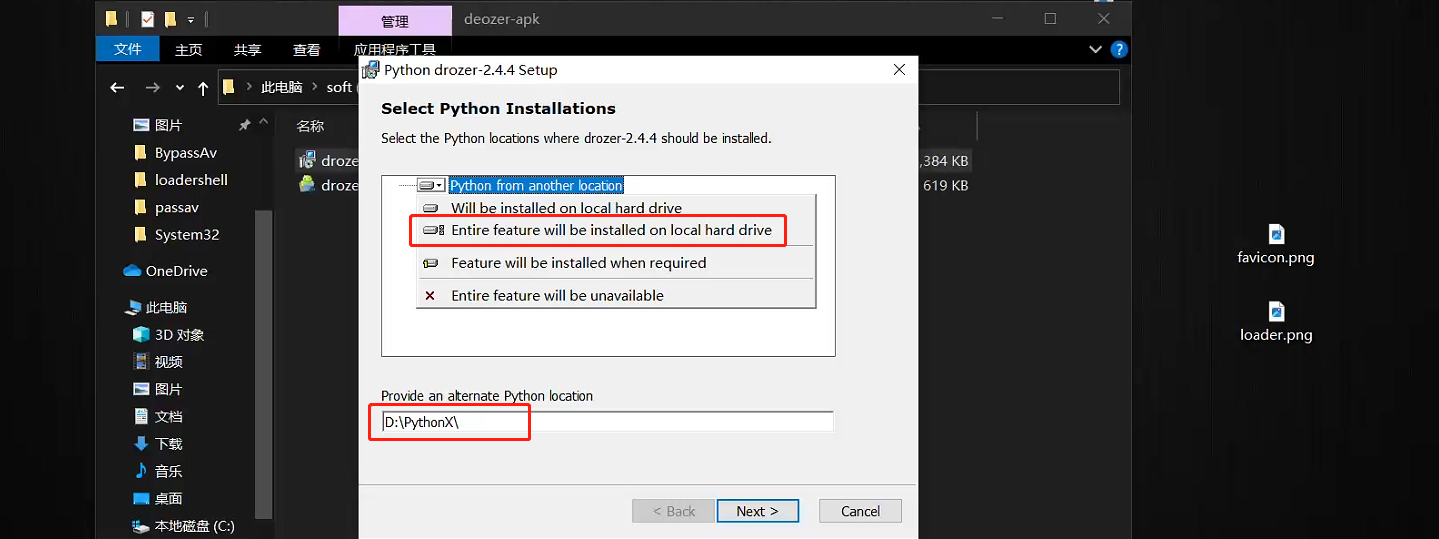 管理
deozer-apk
文件 主页 共享 查看 应用程序工具
此电脑 soft (
Python drozer-2.4.4 Setup
Select Python Installations
Select the Python locations where drozer-2.4.4 should be installed.
Python from another location
Will be installed on local hard drive
Entire feature will be installed on local hard drive
Feature will be installed when required
Entire feature will be unavailable
Provide an alternate Python location
D:\PythonX\
< Back
Next >
Cancel
图片
BypassAv
loadershell
passav
System32
OneDrive
此电脑
3D 对象
视频
图片
文档
下载
音乐
桌面
本地磁盘 (C:)
名称
droze
,384 KB
droze
619 KB
favicon.png
loader.png